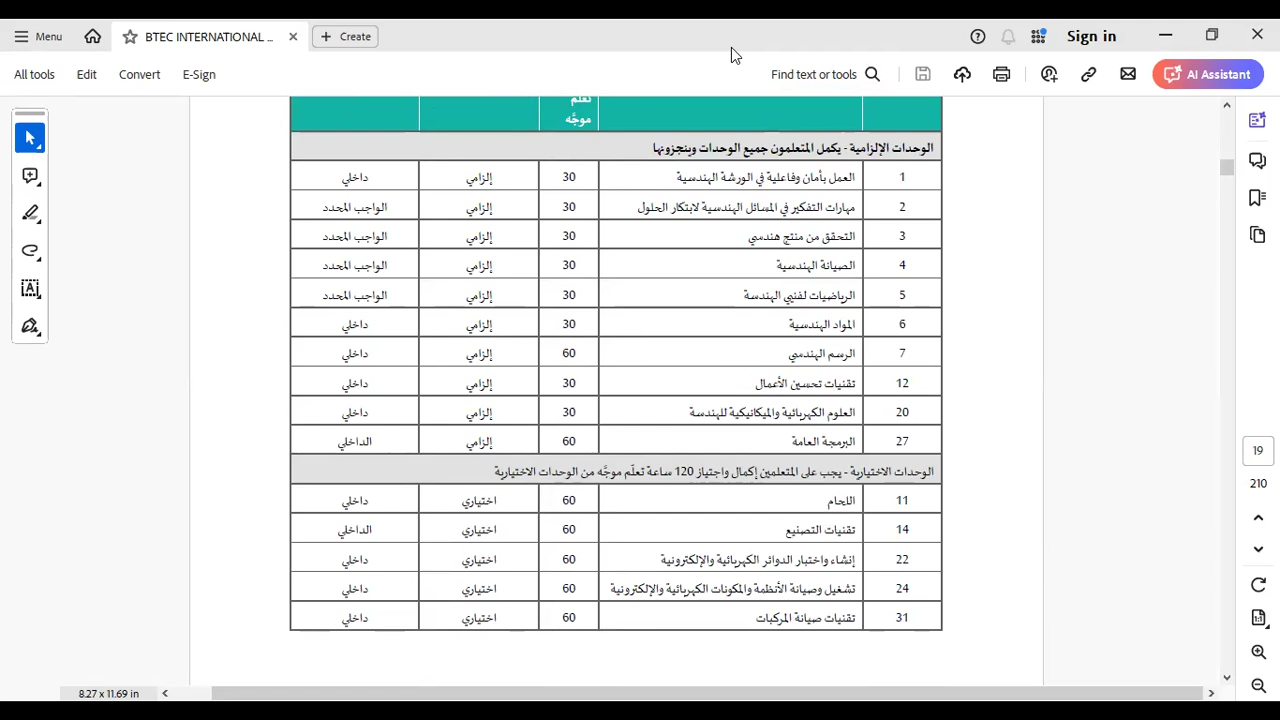 Menu
BTEC INTERNATIONAL ...
Create
Sign in
All tools
Edit
Convert
E-Sign
Find text or tools
AI Assistant
تعلّم
موجَّه
الوحدات الإلزامية - يكمل المتعلمون جميع الوحدات وينجزونها
1 العمل بأمان وفاعلية في الورشة الهندسية 30 إلزامي داخلي
2 مهارات التفكير في المسائل الهندسية لابتكار الحلول 30 إلزامي الواجب المحدد
3 التحقق من منتج هندسي 30 إلزامي الواجب المحدد
4 الصيانة الهندسية 30 إلزامي الواجب المحدد
5 الرياضيات لفنيي الهندسة 30 إلزامي الواجب المحدد
6 المواد الهندسية 30 إلزامي داخلي
7 الرسم الهندسي 60 إلزامي داخلي
12 تقنيات تحسين الأعمال 30 إلزامي داخلي
20 العلوم الكهربائية والميكانيكية للهندسة 30 إلزامي داخلي
27 البرمجة العامة 60 إلزامي الداخلي
الوحدات الاختيارية - يجب على المتعلمين إكمال واجتياز 120 ساعة تعلّم موجَّه من الوحدات الاختيارية
11 اللحام 60 اختياري داخلي
14 تقنيات التصنيع 60 اختياري الداخلي
22 إنشاء واختبار الدوائر الكهربائية والإلكترونية 60 اختياري داخلي
24 تشغيل وصيانة الأنظمة والمكونات الكهربائية والإلكترونية 60 اختياري داخلي
31 تقنيات صيانة المركبات 60 اختياري داخلي
19
210
8.27 x 11.69 in